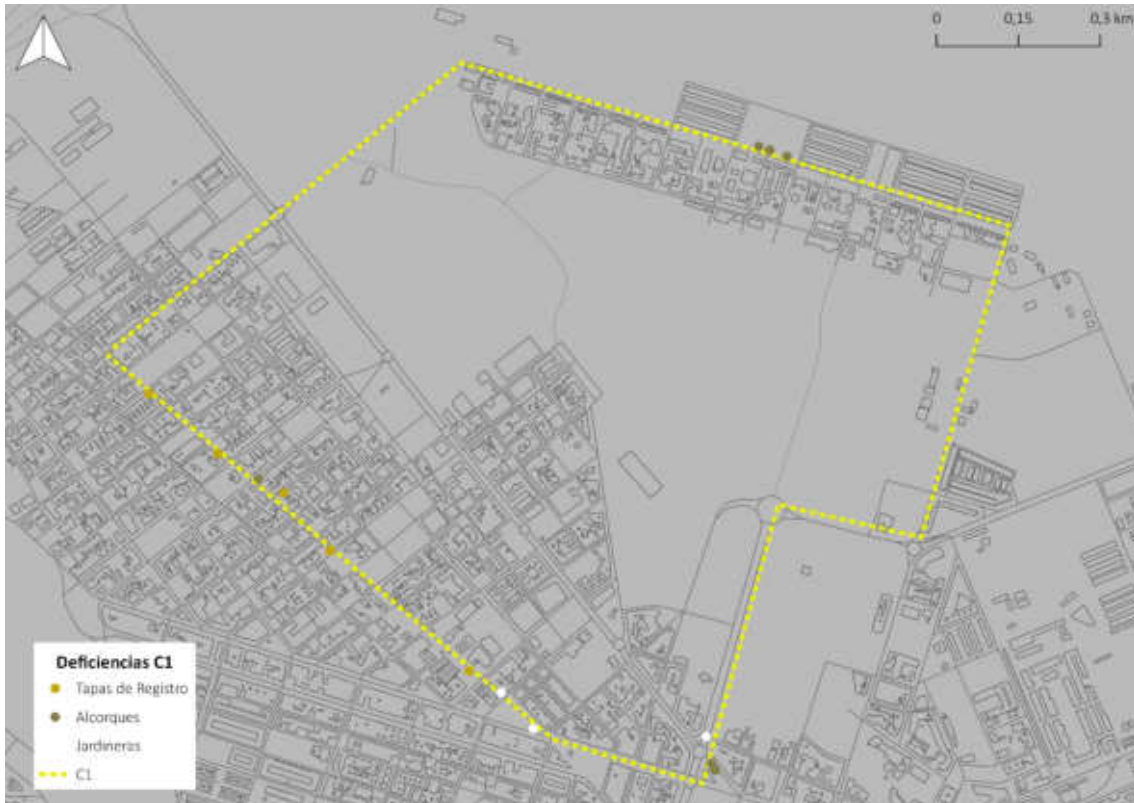 0 0,15 0,3 km
Deficiencias C1
Tapas de Registro
Alcorques
Jardineras
C1